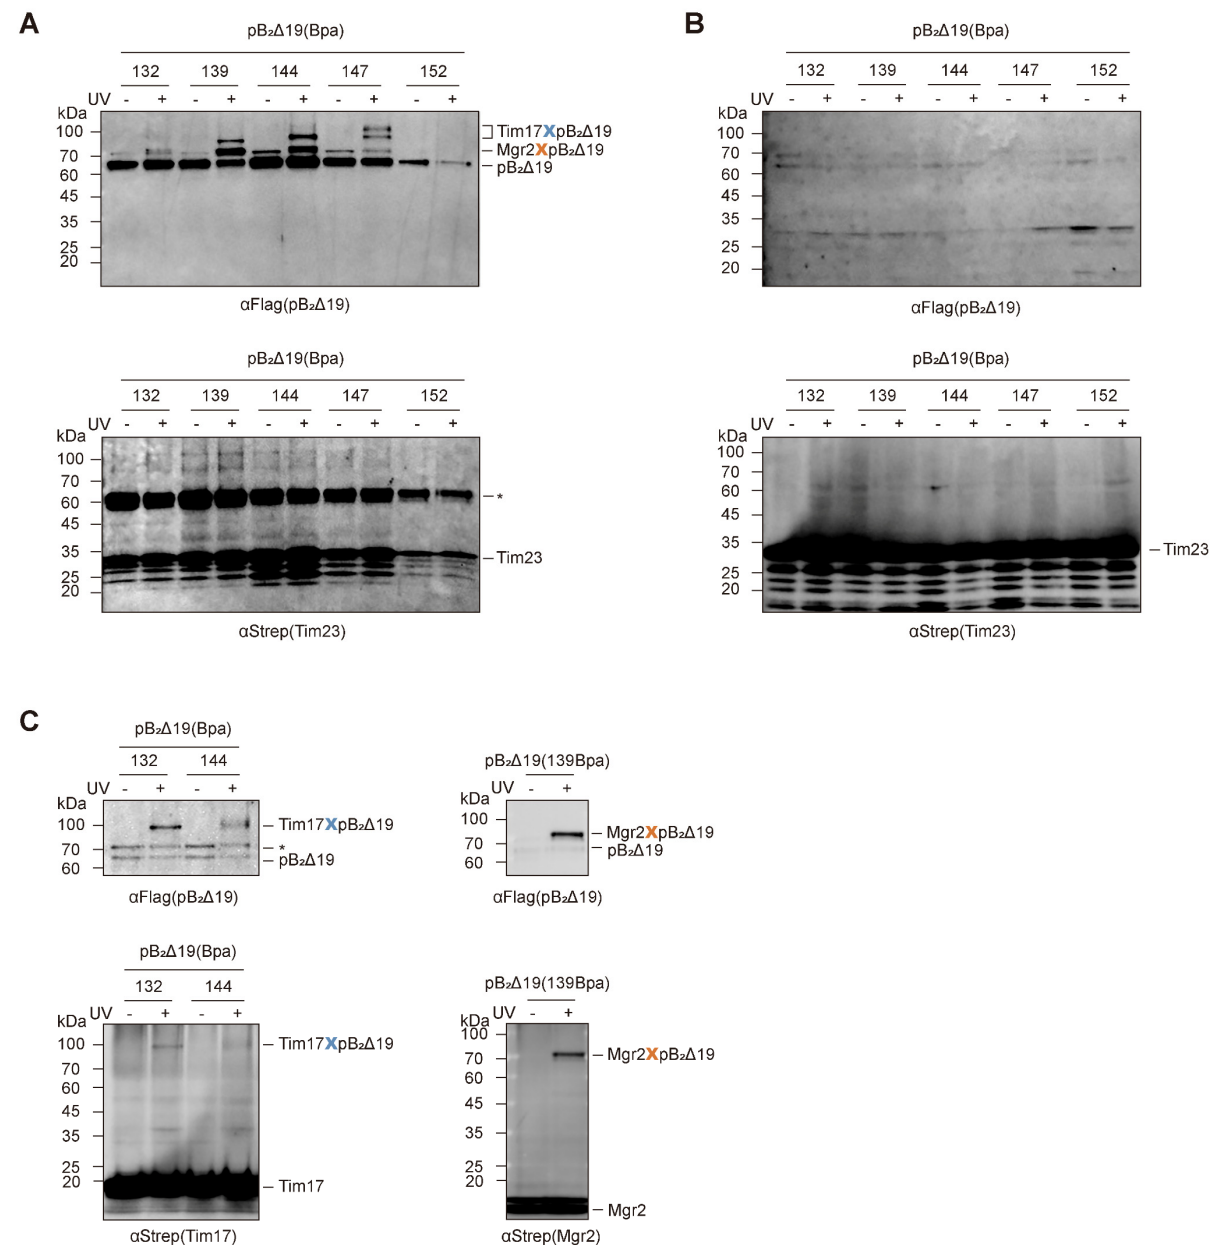 A
pB₂Δ19(Bpa)
132 139 144 147 152
UV - + - + - + - + - +
kDa
100
70
60
45
35
25
20
Tim17XpB₂Δ19
Mgr2XpB₂Δ19
pB₂Δ19
αFlag(pB₂Δ19)
pB₂Δ19(Bpa)
132 139 144 147 152
UV - + - + - + - + - +
kDa
100
70
60
45
35
25
20
*
Tim23
αStrep(Tim23)
B
pB₂Δ19(Bpa)
132 139 144 147 152
UV - + - + - + - + - +
kDa
100
70
60
45
35
25
20
αFlag(pB₂Δ19)
pB₂Δ19(Bpa)
132 139 144 147 152
UV - + - + - + - + - +
kDa
100
70
60
45
35
25
20
Tim23
αStrep(Tim23)
C
pB₂Δ19(Bpa)
132 144
UV - + - +
kDa
100
70
60
Tim17XpB₂Δ19
*
pB₂Δ19
αFlag(pB₂Δ19)
pB₂Δ19(139Bpa)
UV - +
kDa
100
70
60
Mgr2XpB₂Δ19
pB₂Δ19
αFlag(pB₂Δ19)
pB₂Δ19(Bpa)
132 144
UV - + - +
kDa
100
70
60
45
35
25
20
Tim17XpB₂Δ19
Tim17
αStrep(Tim17)
pB₂Δ19(139Bpa)
UV - +
kDa
100
70
60
45
35
25
20
Mgr2XpB₂Δ19
Mgr2
αStrep(Mgr2)